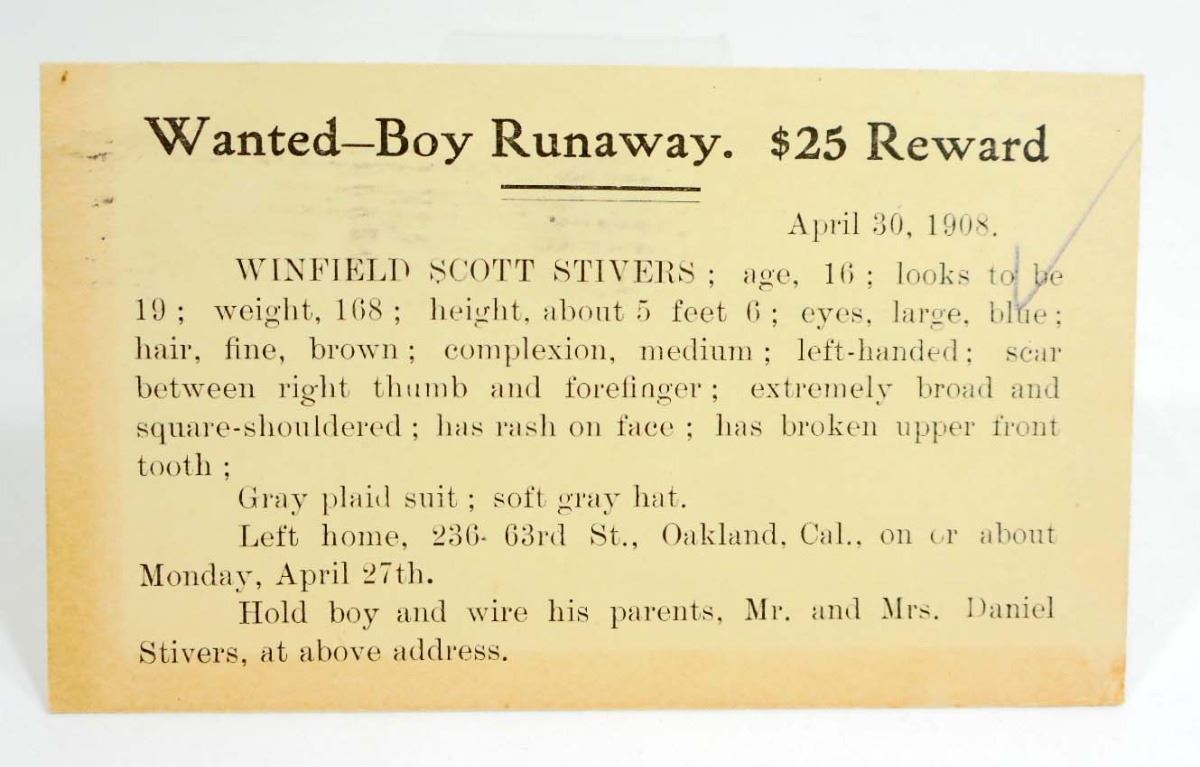 Wanted—Boy Runaway. $25 Reward
April 30, 1908.
WINFIELD SCOTT STIVERS ; age, 16 ; looks to be
19 ; weight, 168 ; height, about 5 feet 6 ; eyes, large, blue ;
hair, fine, brown ; complexion, medium ; left-handed ; scar
between right thumb and forefinger ; extremely broad and
square-shouldered ; has rash on face ; has broken upper front
tooth ;
Gray plaid suit ; soft gray hat.
Left home, 236- 63rd St., Oakland, Cal., on or about
Monday, April 27th.
Hold boy and wire his parents, Mr. and Mrs. Daniel
Stivers, at above address.